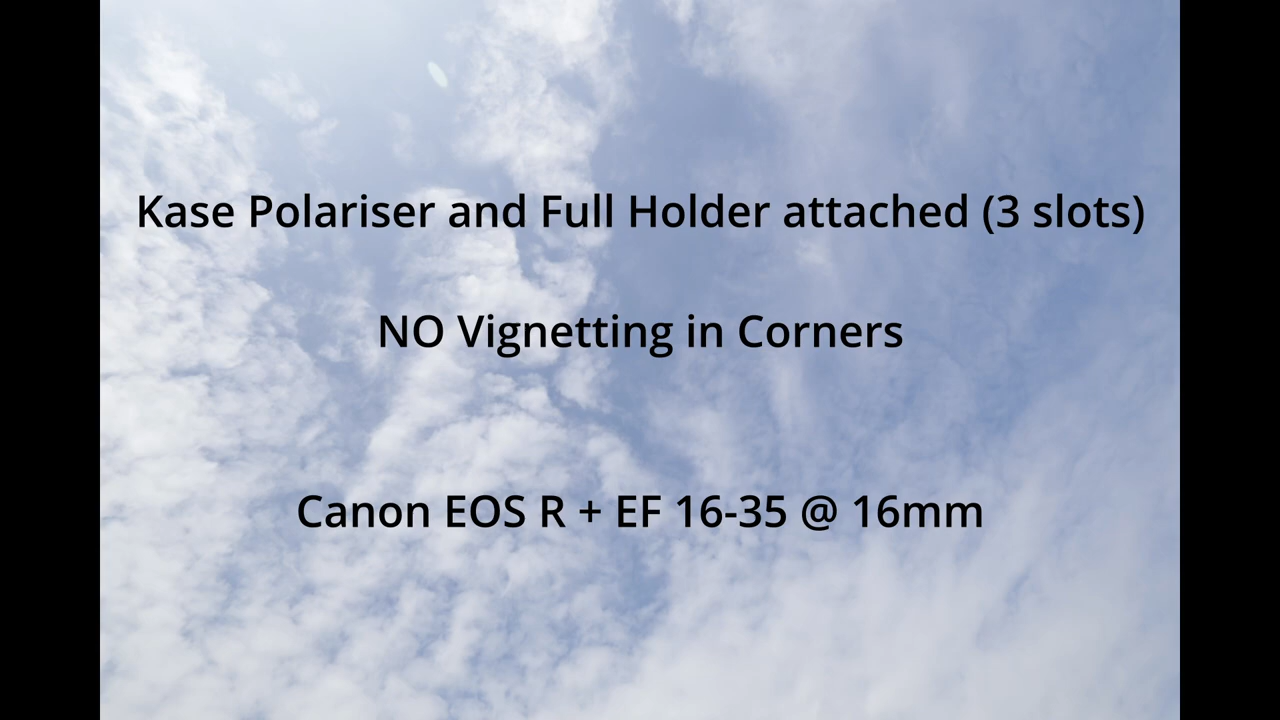 Kase Polariser and Full Holder attached (3 slots)
NO Vignetting in Corners
Canon EOS R + EF 16-35 @ 16mm